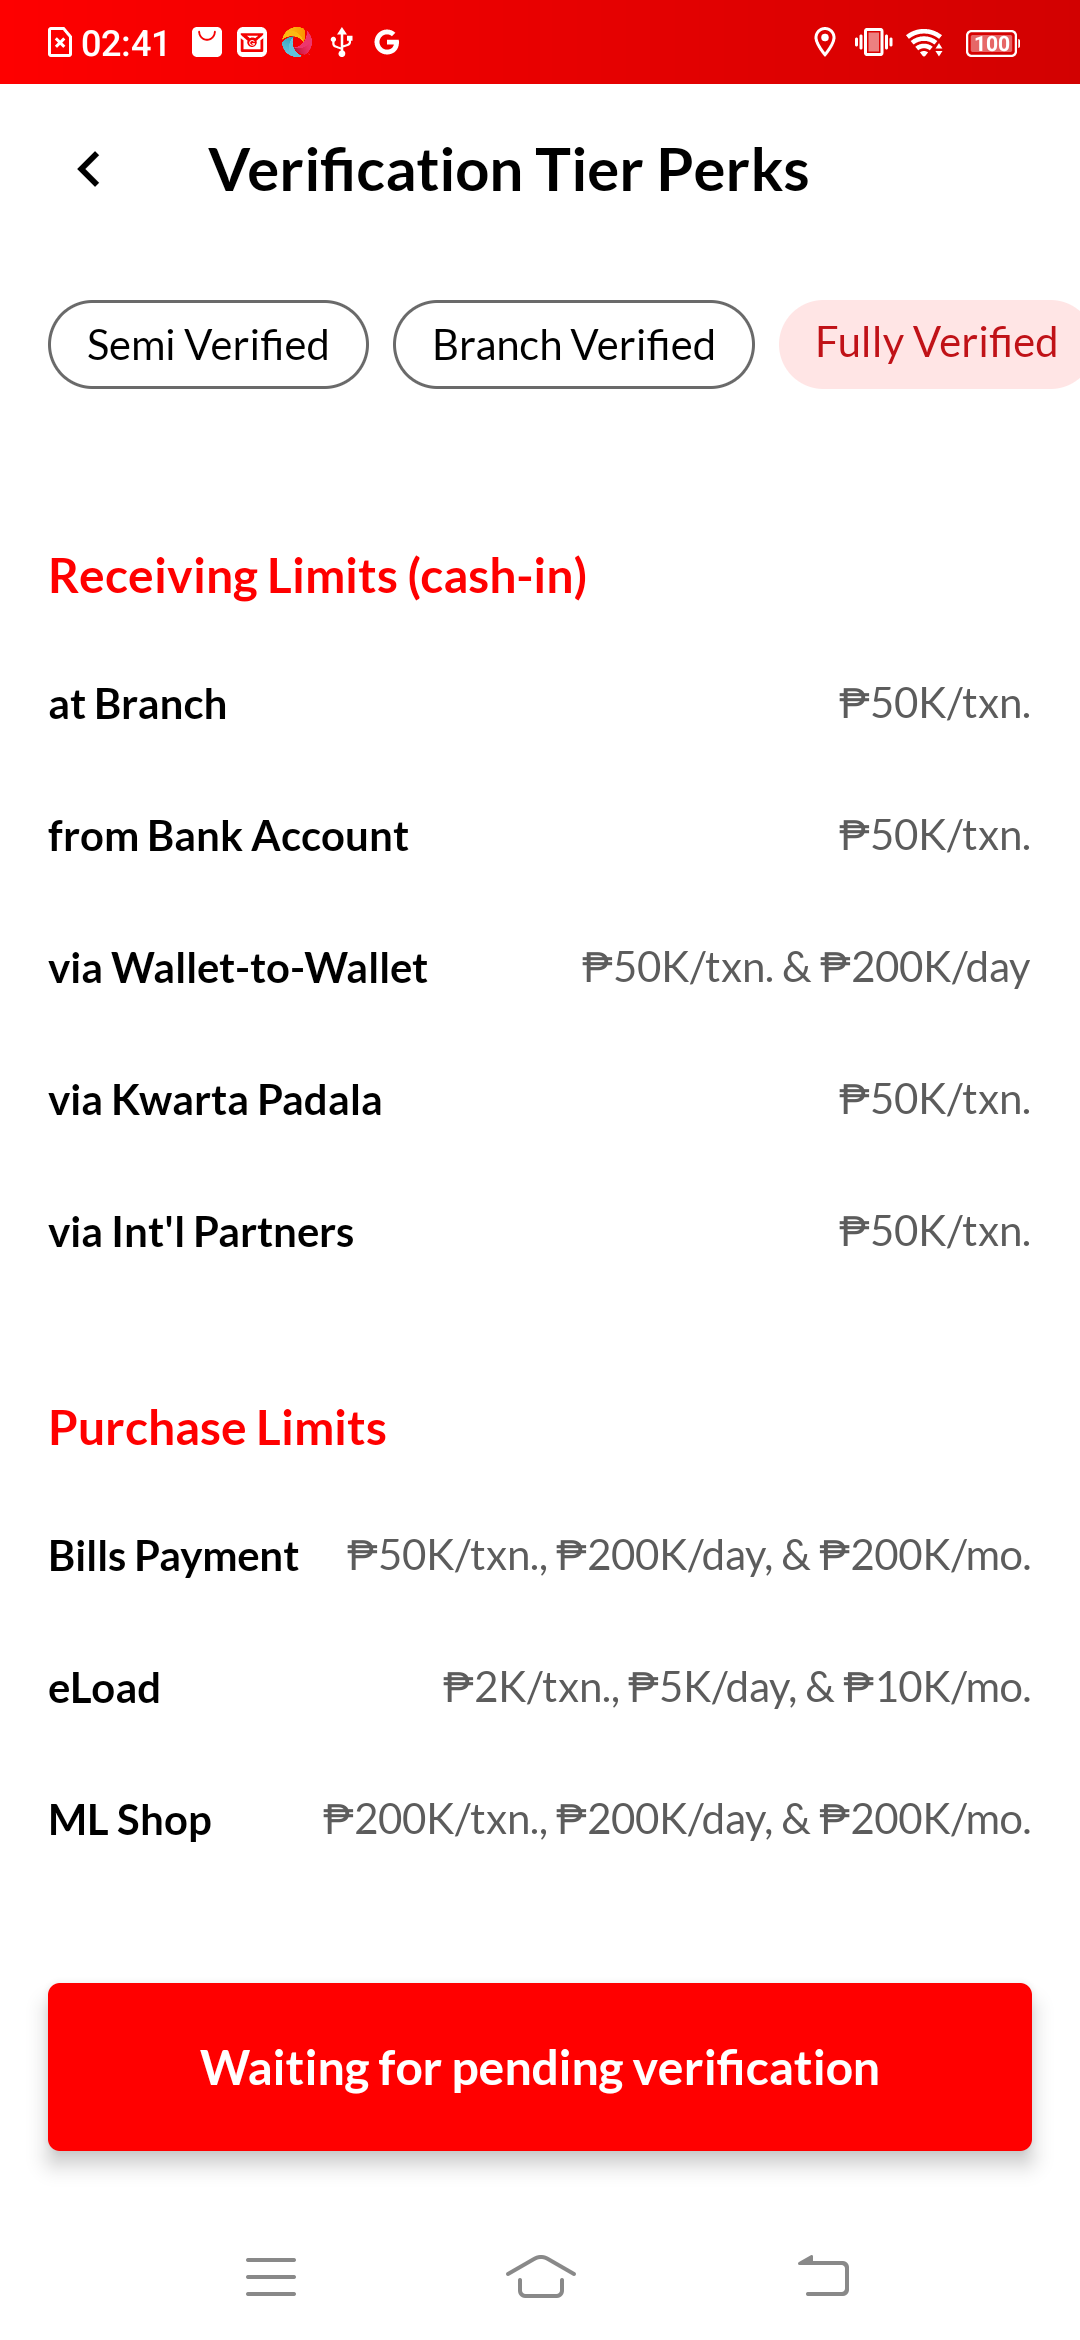 02:41
100
Verification Tier Perks
Semi Verified
Branch Verified
Fully Verified
Receiving Limits (cash-in)
at Branch ₱50K/txn.
from Bank Account ₱50K/txn.
via Wallet-to-Wallet ₱50K/txn. & ₱200K/day
via Kwarta Padala ₱50K/txn.
via Int'l Partners ₱50K/txn.
Purchase Limits
Bills Payment ₱50K/txn., ₱200K/day, & ₱200K/mo.
eLoad ₱2K/txn., ₱5K/day, & ₱10K/mo.
ML Shop ₱200K/txn., ₱200K/day, & ₱200K/mo.
Waiting for pending verification